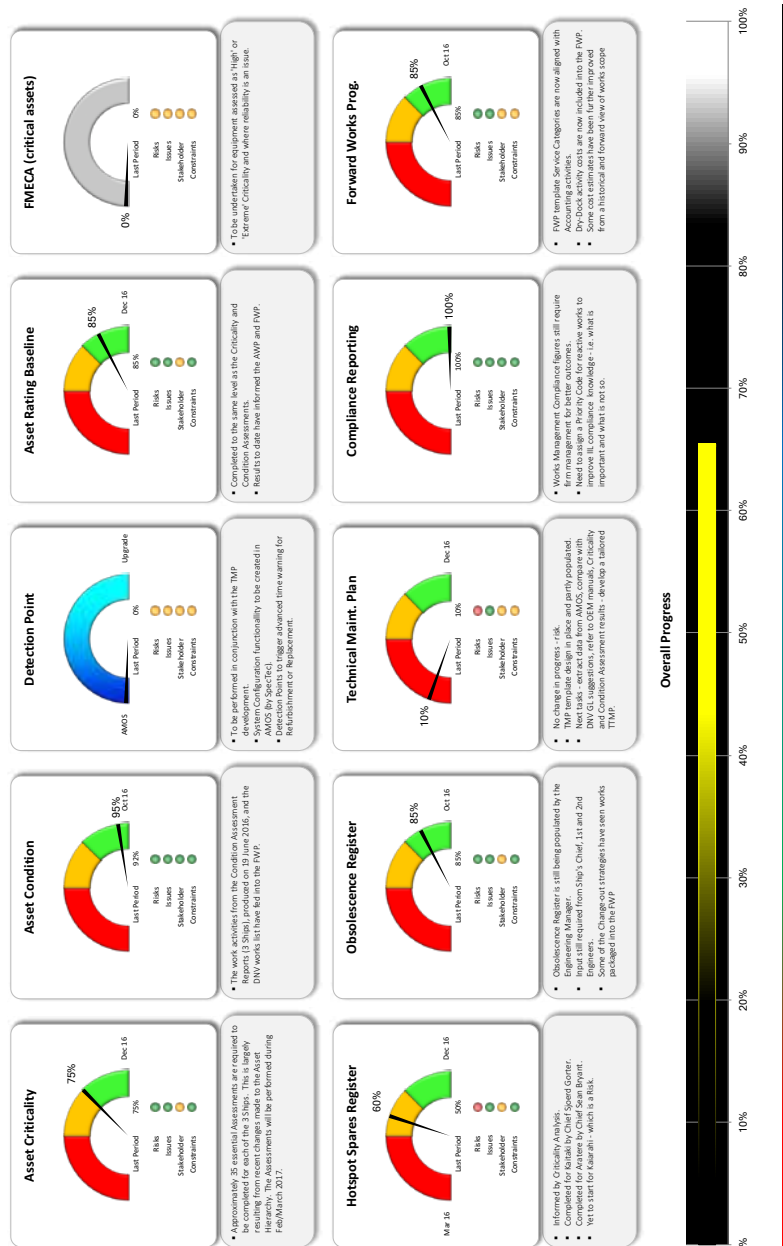 Asset Criticality
75%
Dec 16
Last Period
75%
Risks
Issues
Stakeholder
Constraints
▪ Approximately 35 essential Assessments are required to
be completed for each of the 3 Ships. This is largely
resulting from recent changes made to the Asset
Hierarchy. The Assessments will be performed during
Feb/March 2017.
Asset Condition
95%
Oct 16
Last Period
92%
Risks
Issues
Stakeholder
Constraints
▪ The work activities from the Condition Assessment
Reports (3 Ships), produced on 19 June 2016, and the
DNV works list have fed into the FWP.
Detection Point
AMOS
Upgrade
Last Period
0%
Risks
Issues
Stakeholder
Constraints
▪ To be performed in conjunction with the TMP
development.
▪ System Configuration functionality to be created in
AMOS (by SpecTec).
▪ Detection Points to trigger advanced time warning for
Refurbishment or Replacement.
Asset Rating Baseline
85%
Dec 16
Last Period
85%
Risks
Issues
Stakeholder
Constraints
▪ Completed to the same level as the Criticality and
Condition Assessments.
▪ Results to date have informed the AWP and FWP.
FMECA (critical assets)
0%
Last Period
0%
Risks
Issues
Stakeholder
Constraints
▪ To be undertaken for equipment assessed as 'High' or
'Extreme' Criticality and where reliability is an issue.
Hotspot Spares Register
60%
Mar 16
Dec 16
Last Period
50%
Risks
Issues
Stakeholder
Constraints
▪ Informed by Criticality Analysis.
▪ Completed for Kaitaki by Chief Sjoerd Gorter.
▪ Completed for Aratere by Chief Sean Bryant.
▪ Yet to start for Kaiarahi - which is a Risk.
Obsolescence Register
85%
Oct 16
Last Period
85%
Risks
Issues
Stakeholder
Constraints
▪ Obsolescence Register is still being populated by the
Engineering Manager.
▪ Input still required from Ship's Chief, 1st and 2nd
Engineers.
▪ Some of the Change-out strategies have seen works
packaged into the FWP
Technical Maint. Plan
10%
Dec 16
Last Period
10%
Risks
Issues
Stakeholder
Constraints
▪ No change in progress - risk.
▪ TMP template design in place and partly populated.
▪ Next tasks - extract data from AMOS, compare with
DNV GL suggestions, refer to OEM manuals, Criticality
and Condition Assessment results - develop a tailored
TTMP.
Compliance Reporting
100%
Last Period
100%
Risks
Issues
Stakeholder
Constraints
▪ Works Management Compliance figures still require
firm management for better outcomes.
▪ Need to assign a Priority Code for reactive works to
improve IIL compliance knowledge - i.e. what is
important and what is not so.
Forward Works Prog.
85%
Oct 16
Last Period
85%
Risks
Issues
Stakeholder
Constraints
▪ FWP template Service Categories are now aligned with
Accounting activities.
▪ Dry-Dock activity costs are now included into the FWP.
▪ Some cost estimates have been further improved
from a historical and forward view of works scope
Overall Progress
10%
20%
30%
40%
50%
60%
70%
80%
90%
100%